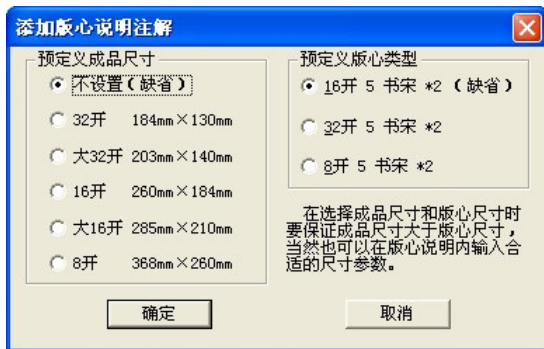 添加版心说明注解
预定义成品尺寸
不设置(缺省)
32开 184mm×130mm
大32开 203mm×140mm
16开 260mm×184mm
大16开 285mm×210mm
8开 368mm×260mm
预定义版心类型
16开 5 书宋 *2 (缺省)
32开 5 书宋 *2
8开 5 书宋 *2
在选择成品尺寸和版心尺寸时
要保证成品尺寸大于版心尺寸，
当然也可以在版心说明内输入合
适的尺寸参数。
确定
取消